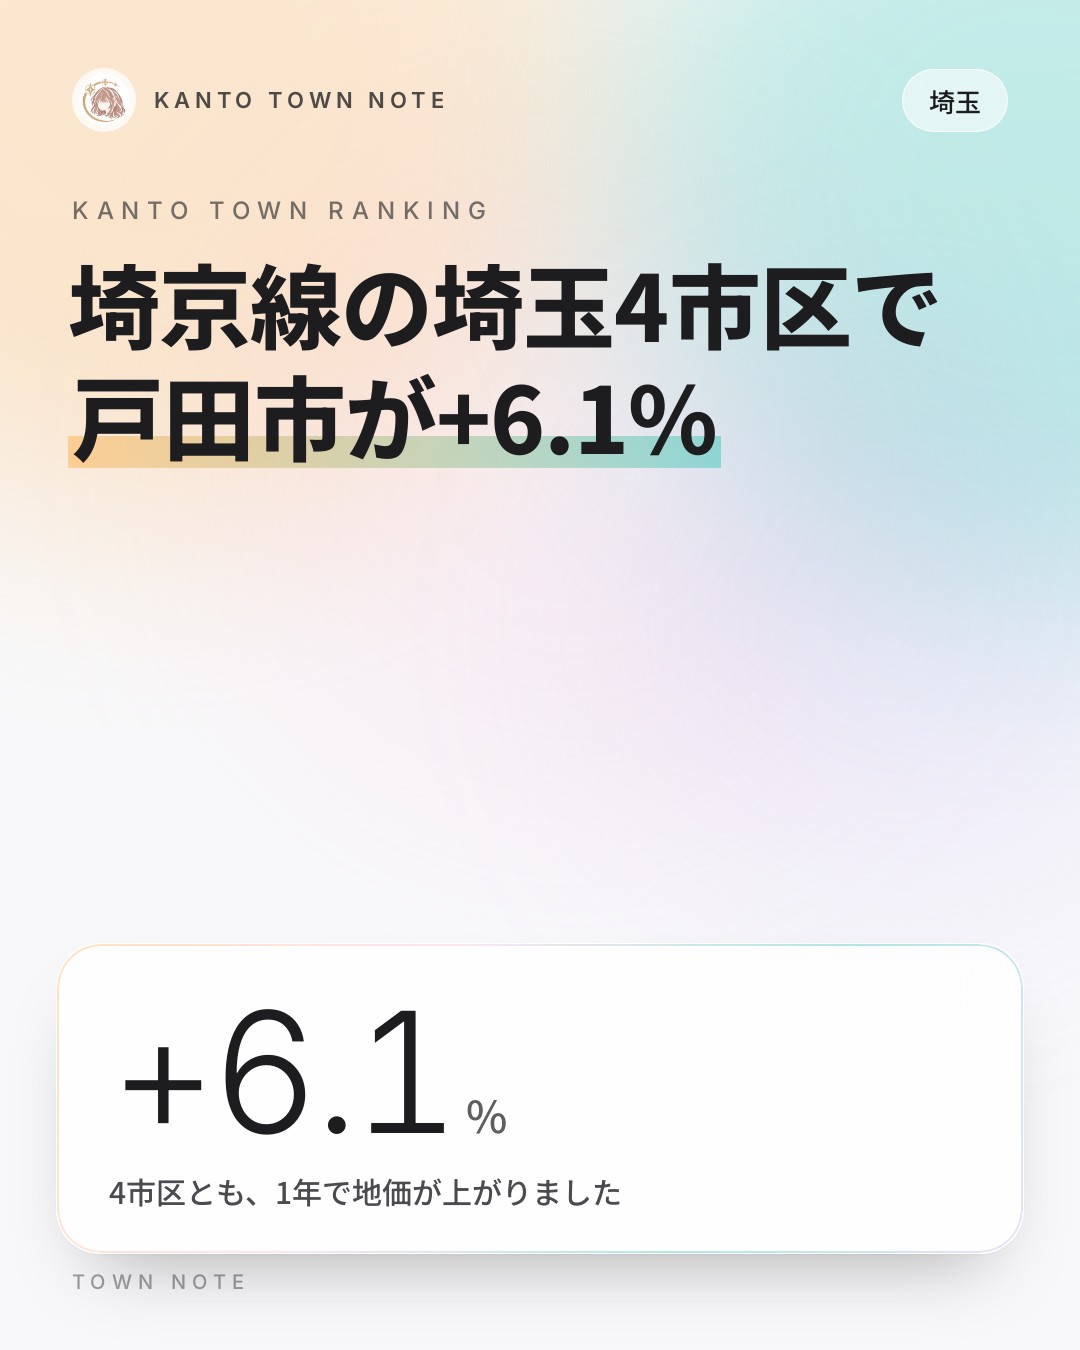 KANTO TOWN NOTE
埼玉
KANTO TOWN RANKING
埼京線の埼玉4市区で
戸田市が+6.1%
+6.1%
4市区とも、1年で地価が上がりました
TOWN NOTE